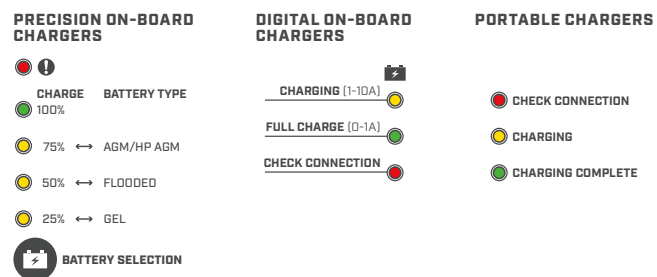 PRECISION ON-BOARD
CHARGERS
CHARGE BATTERY TYPE
100%
75% ↔ AGM/HP AGM
50% ↔ FLOODED
25% ↔ GEL
BATTERY SELECTION
DIGITAL ON-BOARD
CHARGERS
CHARGING (1-10A)
FULL CHARGE (0-1A)
CHECK CONNECTION
PORTABLE CHARGERS
CHECK CONNECTION
CHARGING
CHARGING COMPLETE